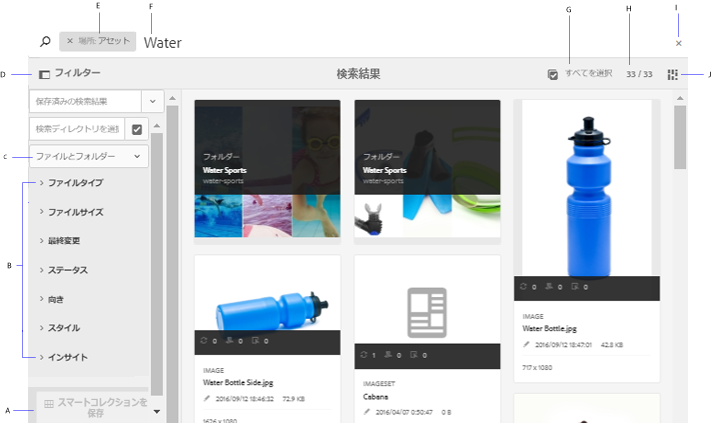 E
F
G
H
I
× 場所: アセット
Water
×
D
フィルター
検索結果
すべてを選択
33 / 33
J
保存済みの検索結果
検索ディレクトリを選
C
ファイルとフォルダー
B
ファイルタイプ
ファイルサイズ
最終変更
ステータス
向き
スタイル
インサイト
A
スマートコレクションを
保存
フォルダー
Water Sports
water-sports
フォルダー
Water Sports
water-sports
0 0 0
IMAGE
Water Bottle.jpg
2016/09/12 18:47:01 42.3 KB
717 x 1080
0 0 0
IMAGE
Water Bottle Side.jpg
2016/09/12 18:46:32 72.9 KB
1626 x 1080
1 0 0
IMAGESET
Cabana
2016/04/07 0:50:47 0 B